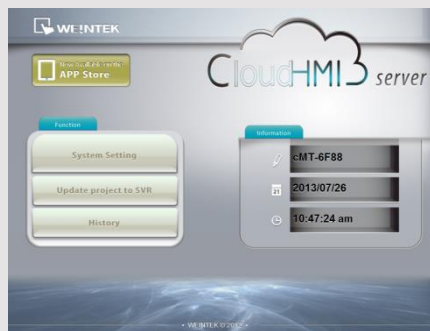 WEINTEK
APP Store
CloudHMI server
Function
System Setting
Update project to SVR
History
Information
cMT-6F88
21
2013/07/26
10:47:24 am
• WEINTEK ©2012 •